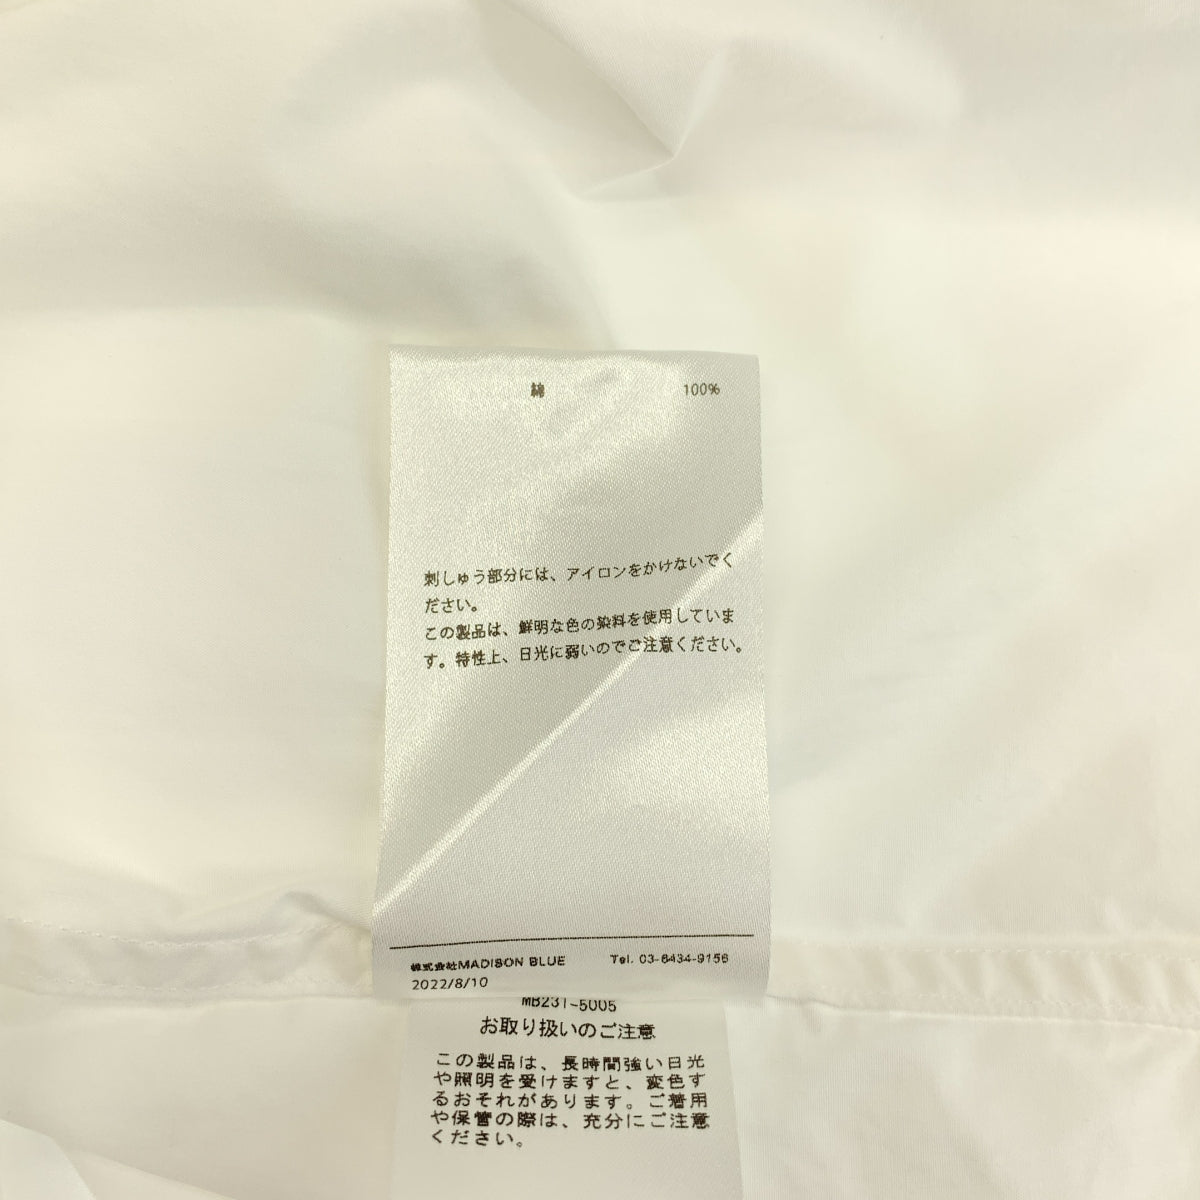 綿 100%
刺しゅう部分には、アイロンをかけないでく
ださい。
この製品は、鮮明な色の染料を使用していま
す。特性上、日光に弱いのでご注意ください。
株式会社MADISON BLUE Tel. 03-6434-9156
2022/8/10
MB231-5005
お取り扱いのご注意
この製品は、長時間強い日光
や照明を受けますと、変色す
るおそれがあります。ご着用
や保管の際は、充分にご注意
ください。